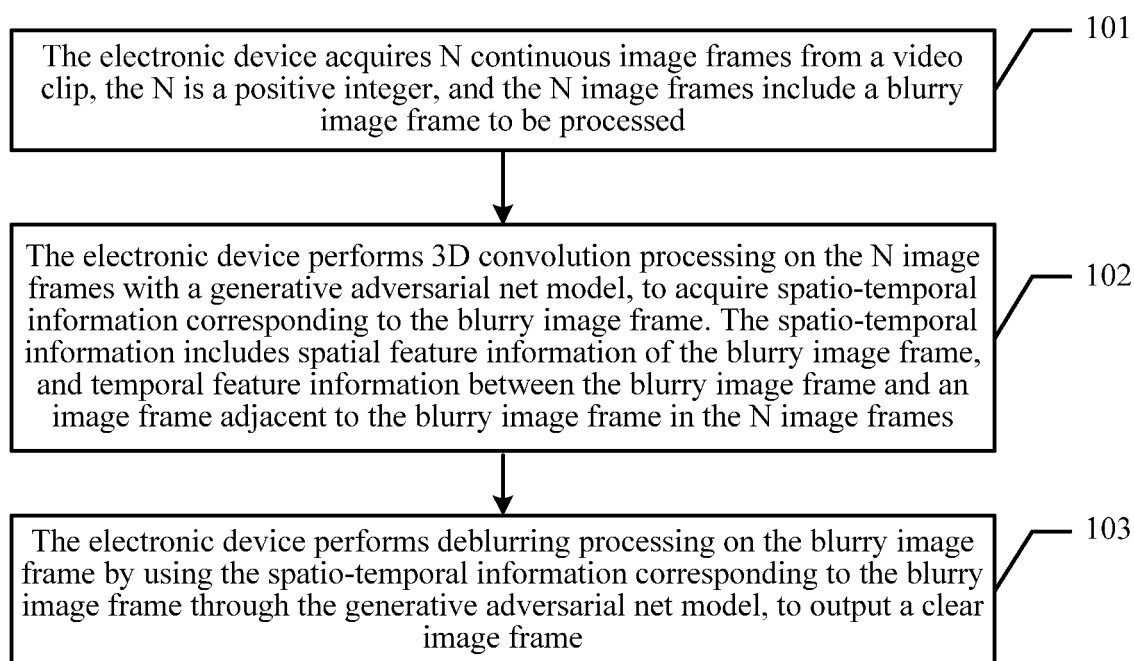 101
The electronic device acquires N continuous image frames from a video
clip, the N is a positive integer, and the N image frames include a blurry
image frame to be processed
The electronic device performs 3D convolution processing on the N image
frames with a generative adversarial net model, to acquire spatio-temporal
information corresponding to the blurry image frame. The spatio-temporal
information includes spatial feature information of the blurry image frame,
and temporal feature information between the blurry image frame and an
image frame adjacent to the blurry image frame in the N image frames
102
The electronic device performs deblurring processing on the blurry image
frame by using the spatio-temporal information corresponding to the blurry
image frame through the generative adversarial net model, to output a clear
image frame
103